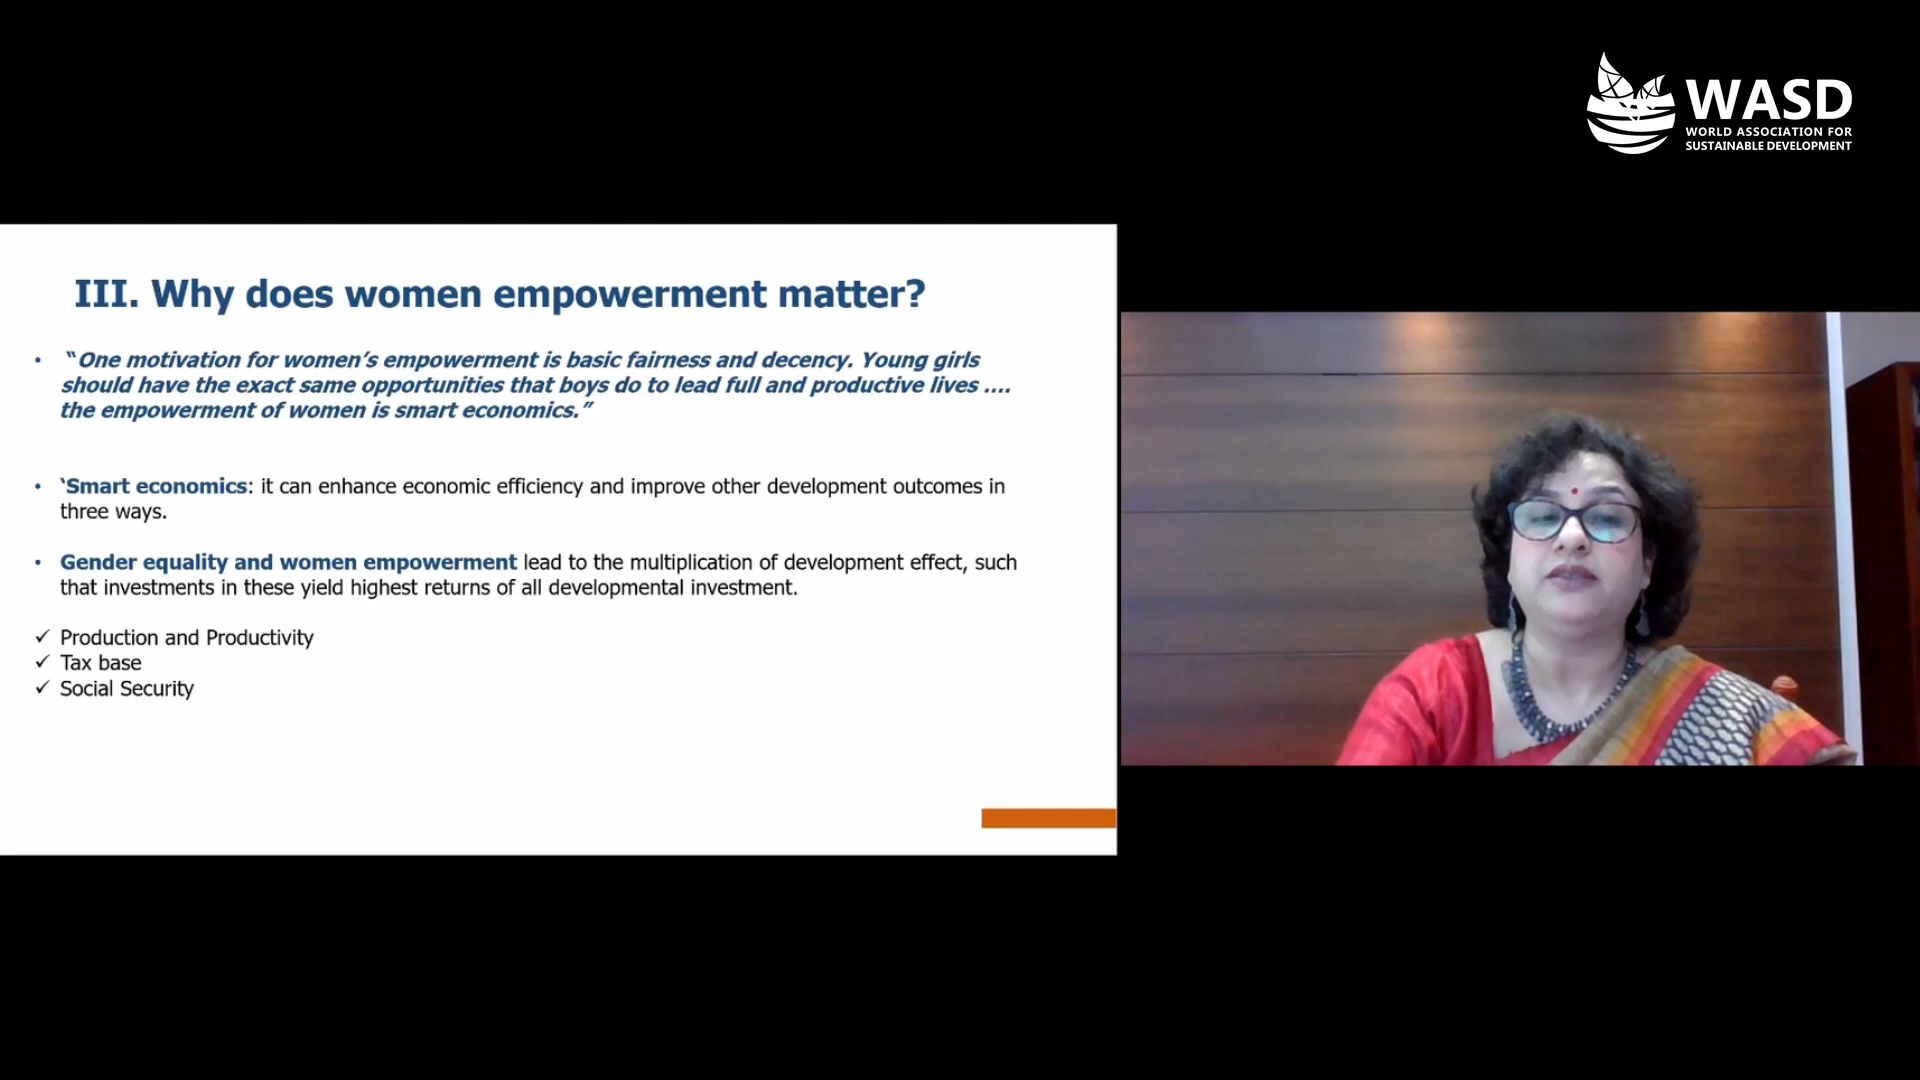 WASD
WORLD ASSOCIATION FOR
SUSTAINABLE DEVELOPMENT
III. Why does women empowerment matter?
• “One motivation for women’s empowerment is basic fairness and decency. Young girls
should have the exact same opportunities that boys do to lead full and productive lives ....
the empowerment of women is smart economics.”
• ‘Smart economics: it can enhance economic efficiency and improve other development outcomes in
three ways.
• Gender equality and women empowerment lead to the multiplication of development effect, such
that investments in these yield highest returns of all developmental investment.
✓ Production and Productivity
✓ Tax base
✓ Social Security